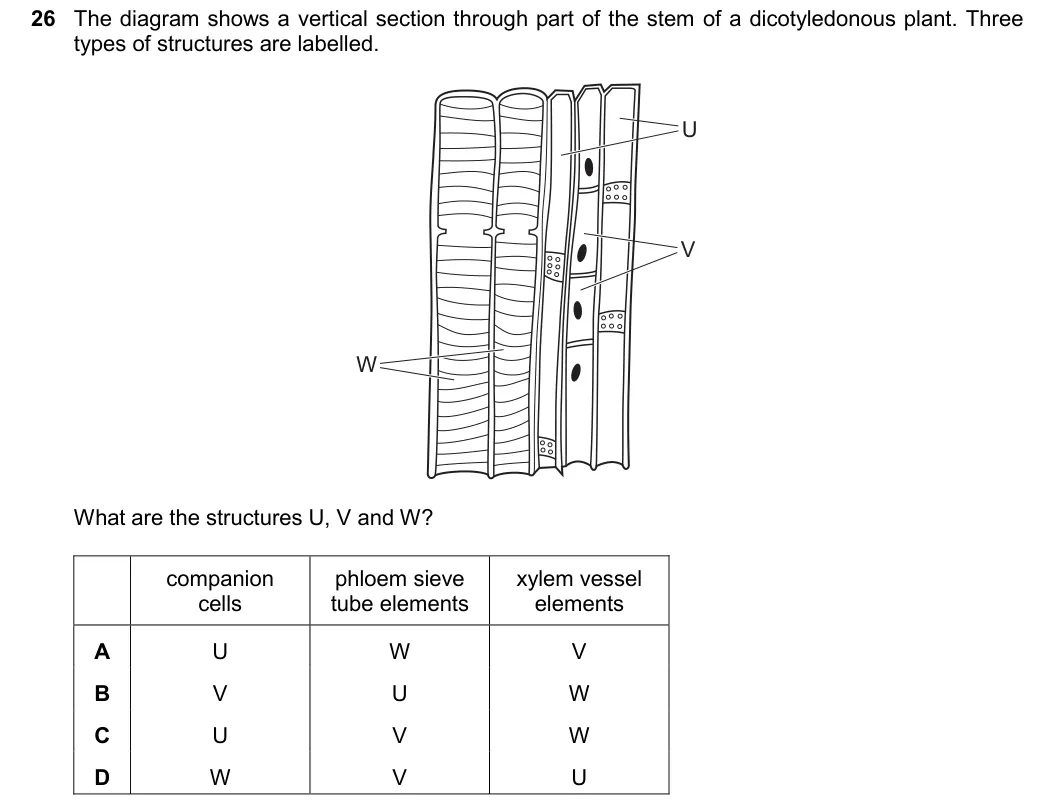 26 The diagram shows a vertical section through part of the stem of a dicotyledonous plant. Three
types of structures are labelled.
U
V
W
What are the structures U, V and W?
companion cells phloem sieve tube elements xylem vessel elements
A U W V
B V U W
C U V W
D W V U